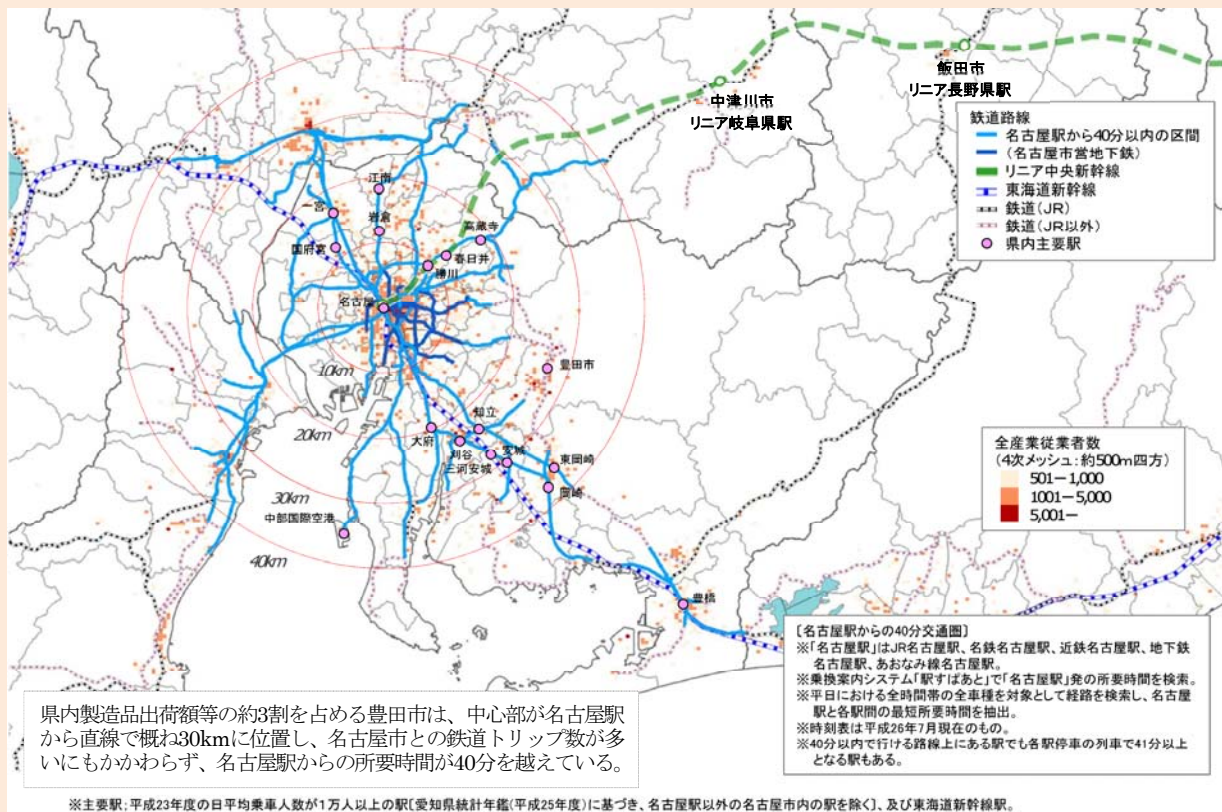 飯田市
リニア長野県駅
中津川市
リニア岐阜県駅
鉄道路線
名古屋駅から40分以内の区間
(名古屋市営地下鉄)
リニア中央新幹線
東海道新幹線
鉄道(JR)
鉄道(JR以外)
県内主要駅
江南
一宮
岩倉
国府宮
高蔵寺
春日井
勝川
名古屋
10km
豊田市
20km
知立
大府
刈谷
安城
三河安城
東岡崎
岡崎
30km
中部国際空港
40km
豊橋
全産業従業者数
(4次メッシュ:約500m四方)
501-1,000
1001-5,000
5,001-
[名古屋駅からの40分交通圏]
※「名古屋駅」はJR名古屋駅、名鉄名古屋駅、近鉄名古屋駅、地下鉄
名古屋駅、あおなみ線名古屋駅。
※乗換案内システム「駅すぱあと」で「名古屋駅」発の所要時間を検索。
※平日における全時間帯の全車種を対象として経路を検索し、名古屋
駅と各駅間の最短所要時間を抽出。
※時刻表は平成26年7月現在のもの。
※40分以内で行ける路線上にある駅でも各駅停車の列車で41分以上
となる駅もある。
県内製造品出荷額等の約3割を占める豊田市は、中心部が名古屋駅
から直線で概ね30kmに位置し、名古屋市との鉄道トリップ数が多
いにもかかわらず、名古屋駅からの所要時間が40分を越えている。
※主要駅:平成23年度の日平均乗車人数が1万人以上の駅[愛知県統計年鑑(平成25年度)に基づき、名古屋駅以外の名古屋市内の駅を除く]、及び東海道新幹線駅。